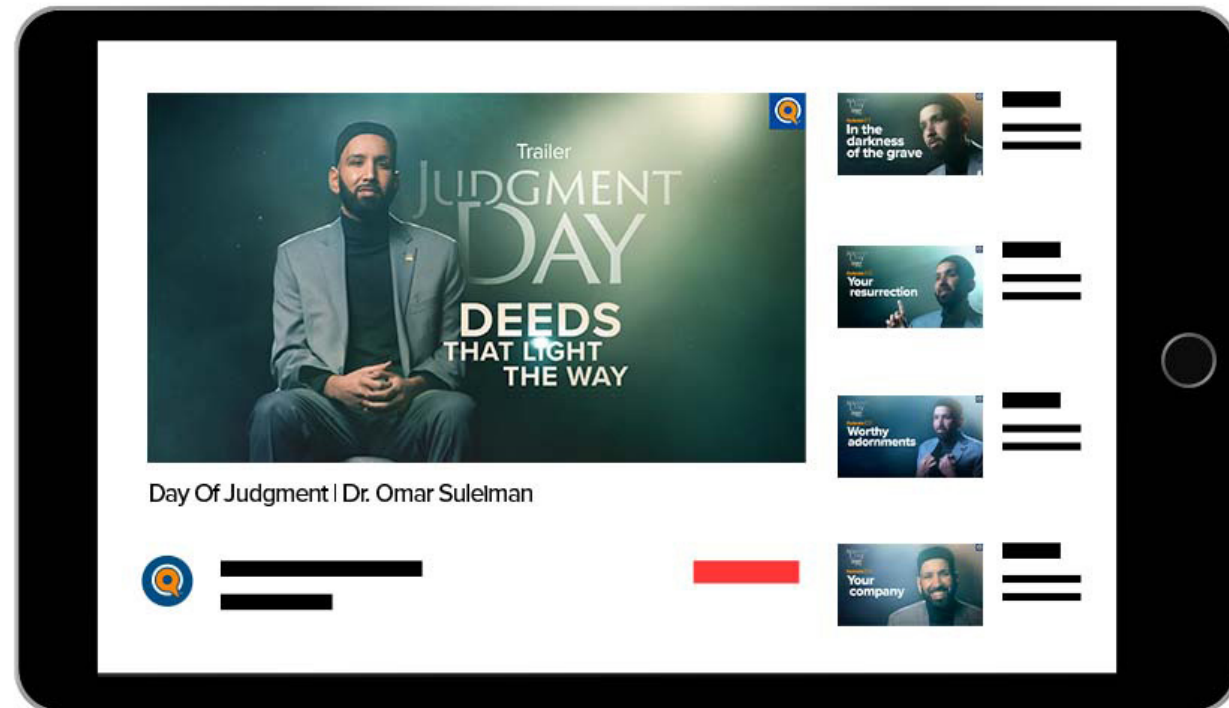 Trailer
JUDGMENT
DAY
DEEDS
THAT LIGHT
THE WAY
Day Of Judgment | Dr. Omar Sulelman
In the
darkness
of the grave
Your
resurrection
Worthy
adornments
Your
company